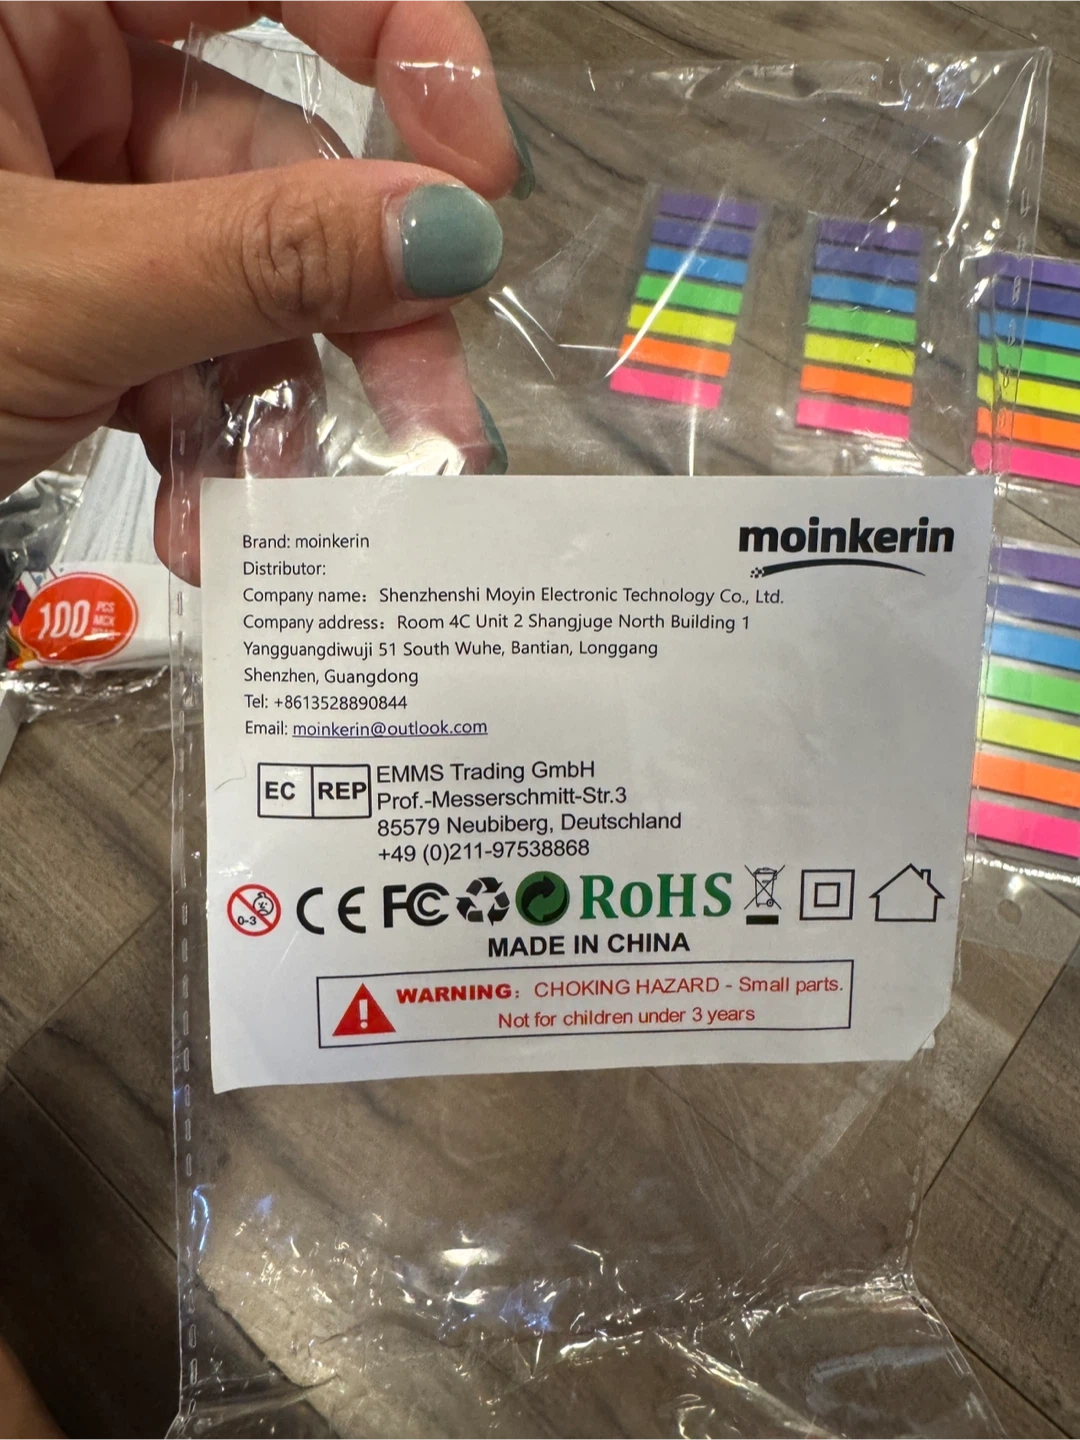 moinkerin
Brand: moinkerin
Distributor:
Company name: Shenzhenshi Moyin Electronic Technology Co., Ltd.
Company address: Room 4C Unit 2 Shangjuge North Building 1
Yangguangdiwuji 51 South Wuhe, Bantian, Longgang
Shenzhen, Guangdong
Tel: +8613528890844
Email: moinkerin@outlook.com
EC REP
EMMS Trading GmbH
Prof.-Messerschmitt-Str.3
85579 Neubiberg, Deutschland
+49 (0)211-97538868
0-3 CE FC RoHS
MADE IN CHINA
WARNING: CHOKING HAZARD - Small parts.
Not for children under 3 years
100 PCS